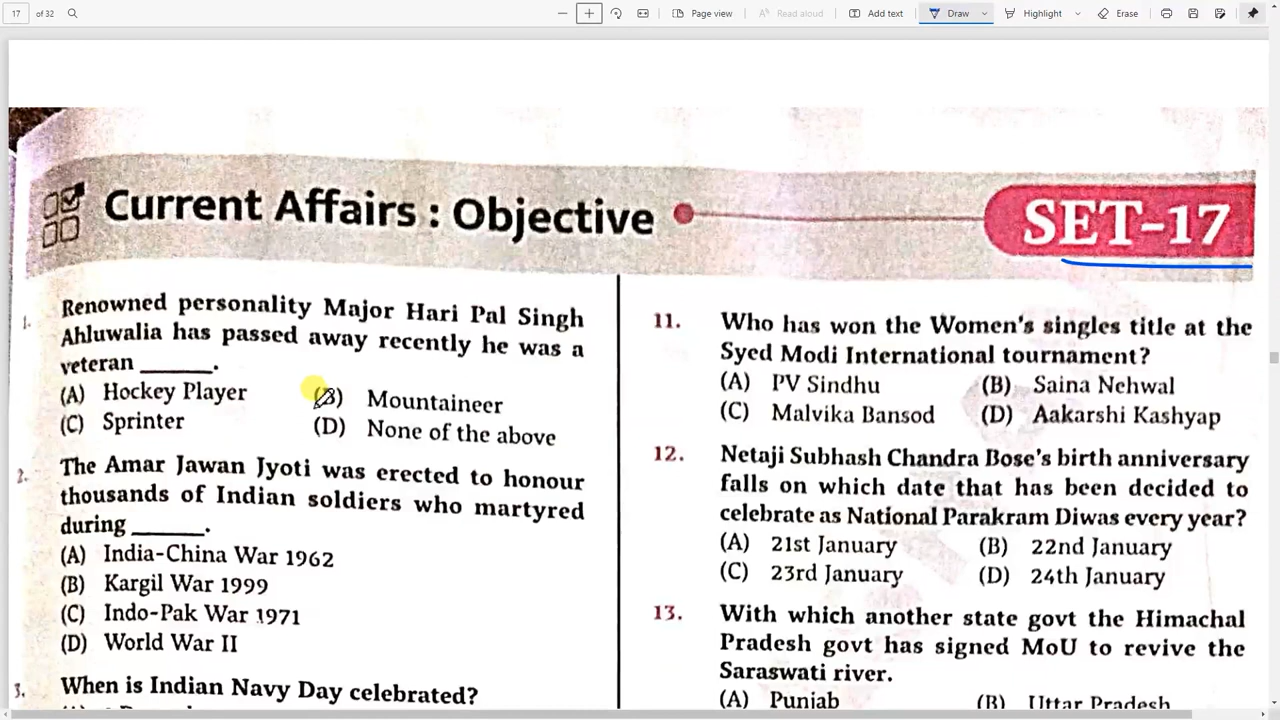 17 of 32 Page view Read aloud Add text Draw Highlight Erase
Current Affairs : Objective
SET-17
1. Renowned personality Major Hari Pal Singh
Ahluwalia has passed away recently he was a
veteran ______.
(A) Hockey Player (B) Mountaineer
(C) Sprinter (D) None of the above
2. The Amar Jawan Jyoti was erected to honour
thousands of Indian soldiers who martyred
during ______.
(A) India-China War 1962
(B) Kargil War 1999
(C) Indo-Pak War 1971
(D) World War II
3. When is Indian Navy Day celebrated?
11. Who has won the Women's singles title at the
Syed Modi International tournament?
(A) PV Sindhu (B) Saina Nehwal
(C) Malvika Bansod (D) Aakarshi Kashyap
12. Netaji Subhash Chandra Bose's birth anniversary
falls on which date that has been decided to
celebrate as National Parakram Diwas every year?
(A) 21st January (B) 22nd January
(C) 23rd January (D) 24th January
13. With which another state govt the Himachal
Pradesh govt has signed MoU to revive the
Saraswati river.
(A) Punjab (B) Uttar Pradesh